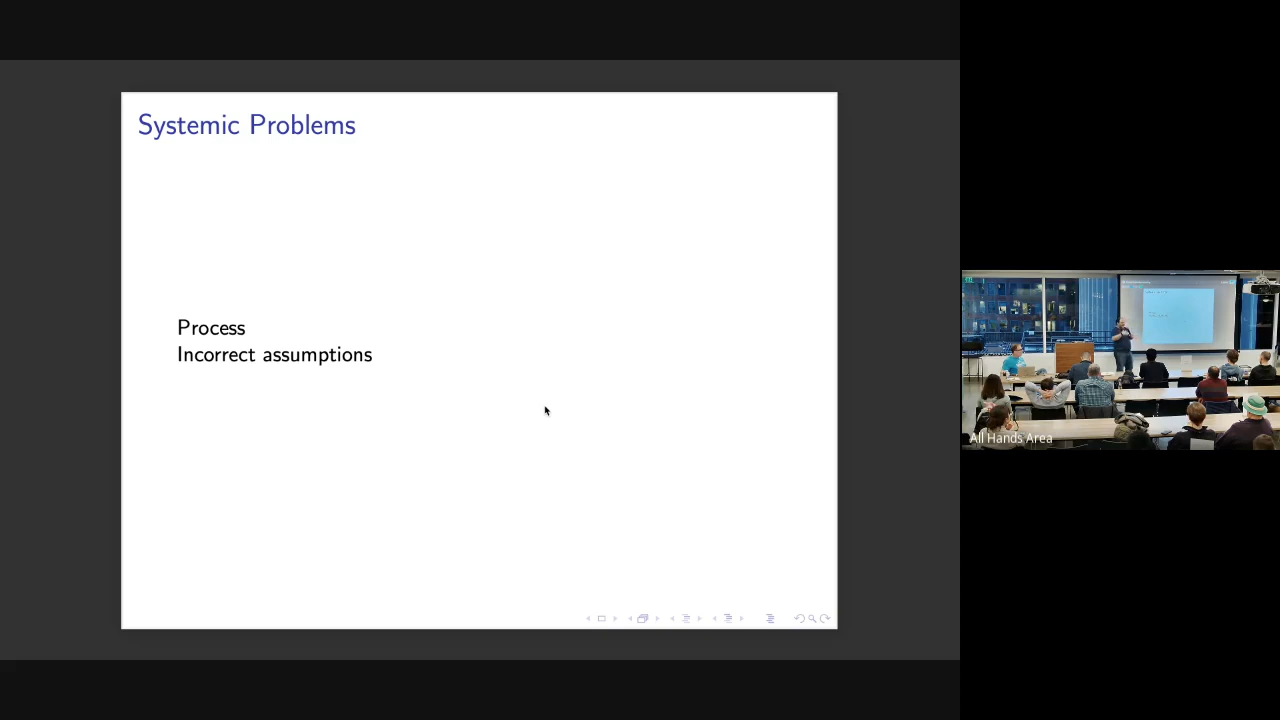 Systemic Problems
Process
Incorrect assumptions
All Hands Area